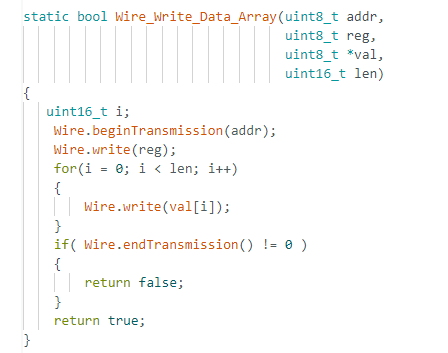 static bool Wire_Write_Data_Array(uint8_t addr,
uint8_t reg,
uint8_t *val,
uint16_t len)
{
uint16_t i;
Wire.beginTransmission(addr);
Wire.write(reg);
for(i = 0; i < len; i++)
{
Wire.write(val[i]);
}
if( Wire.endTransmission() != 0 )
{
return false;
}
return true;
}